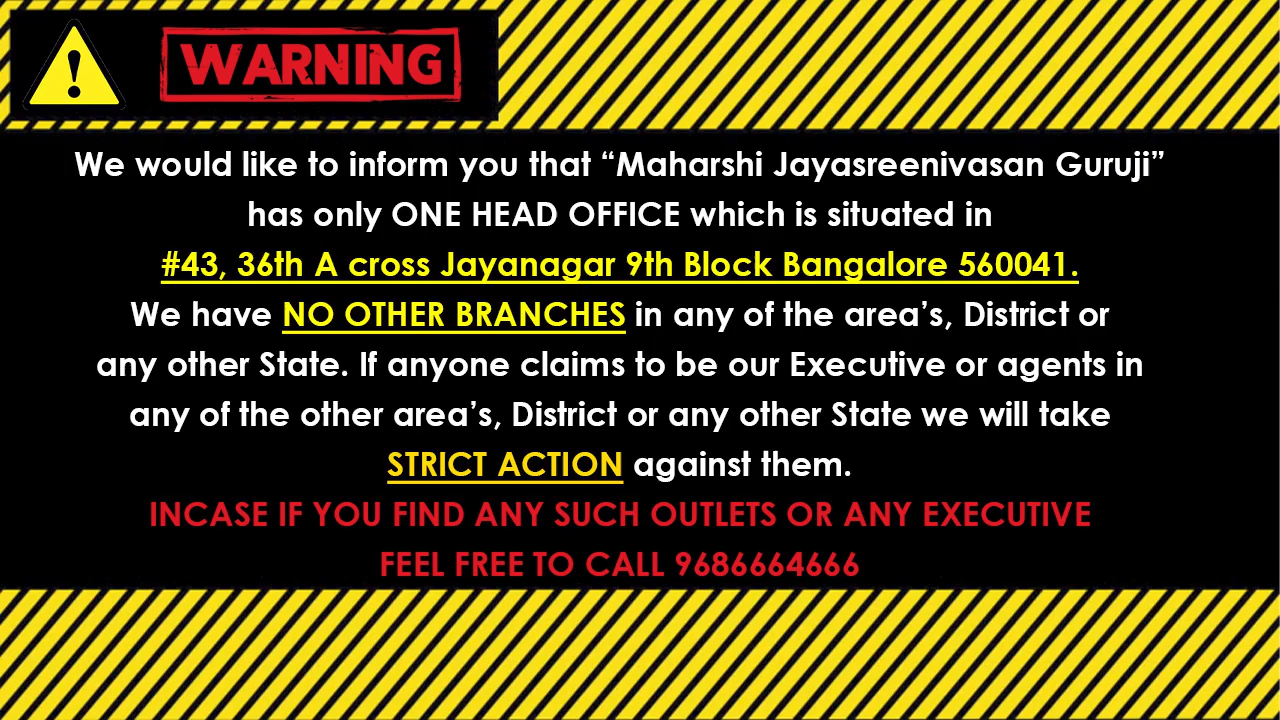 WARNING
We would like to inform you that “Maharshi Jayasreenivasan Guruji”
has only ONE HEAD OFFICE which is situated in
#43, 36th A cross Jayanagar 9th Block Bangalore 560041.
We have NO OTHER BRANCHES in any of the area’s, District or
any other State. If anyone claims to be our Executive or agents in
any of the other area’s, District or any other State we will take
STRICT ACTION against them.
INCASE IF YOU FIND ANY SUCH OUTLETS OR ANY EXECUTIVE
FEEL FREE TO CALL 9686664666